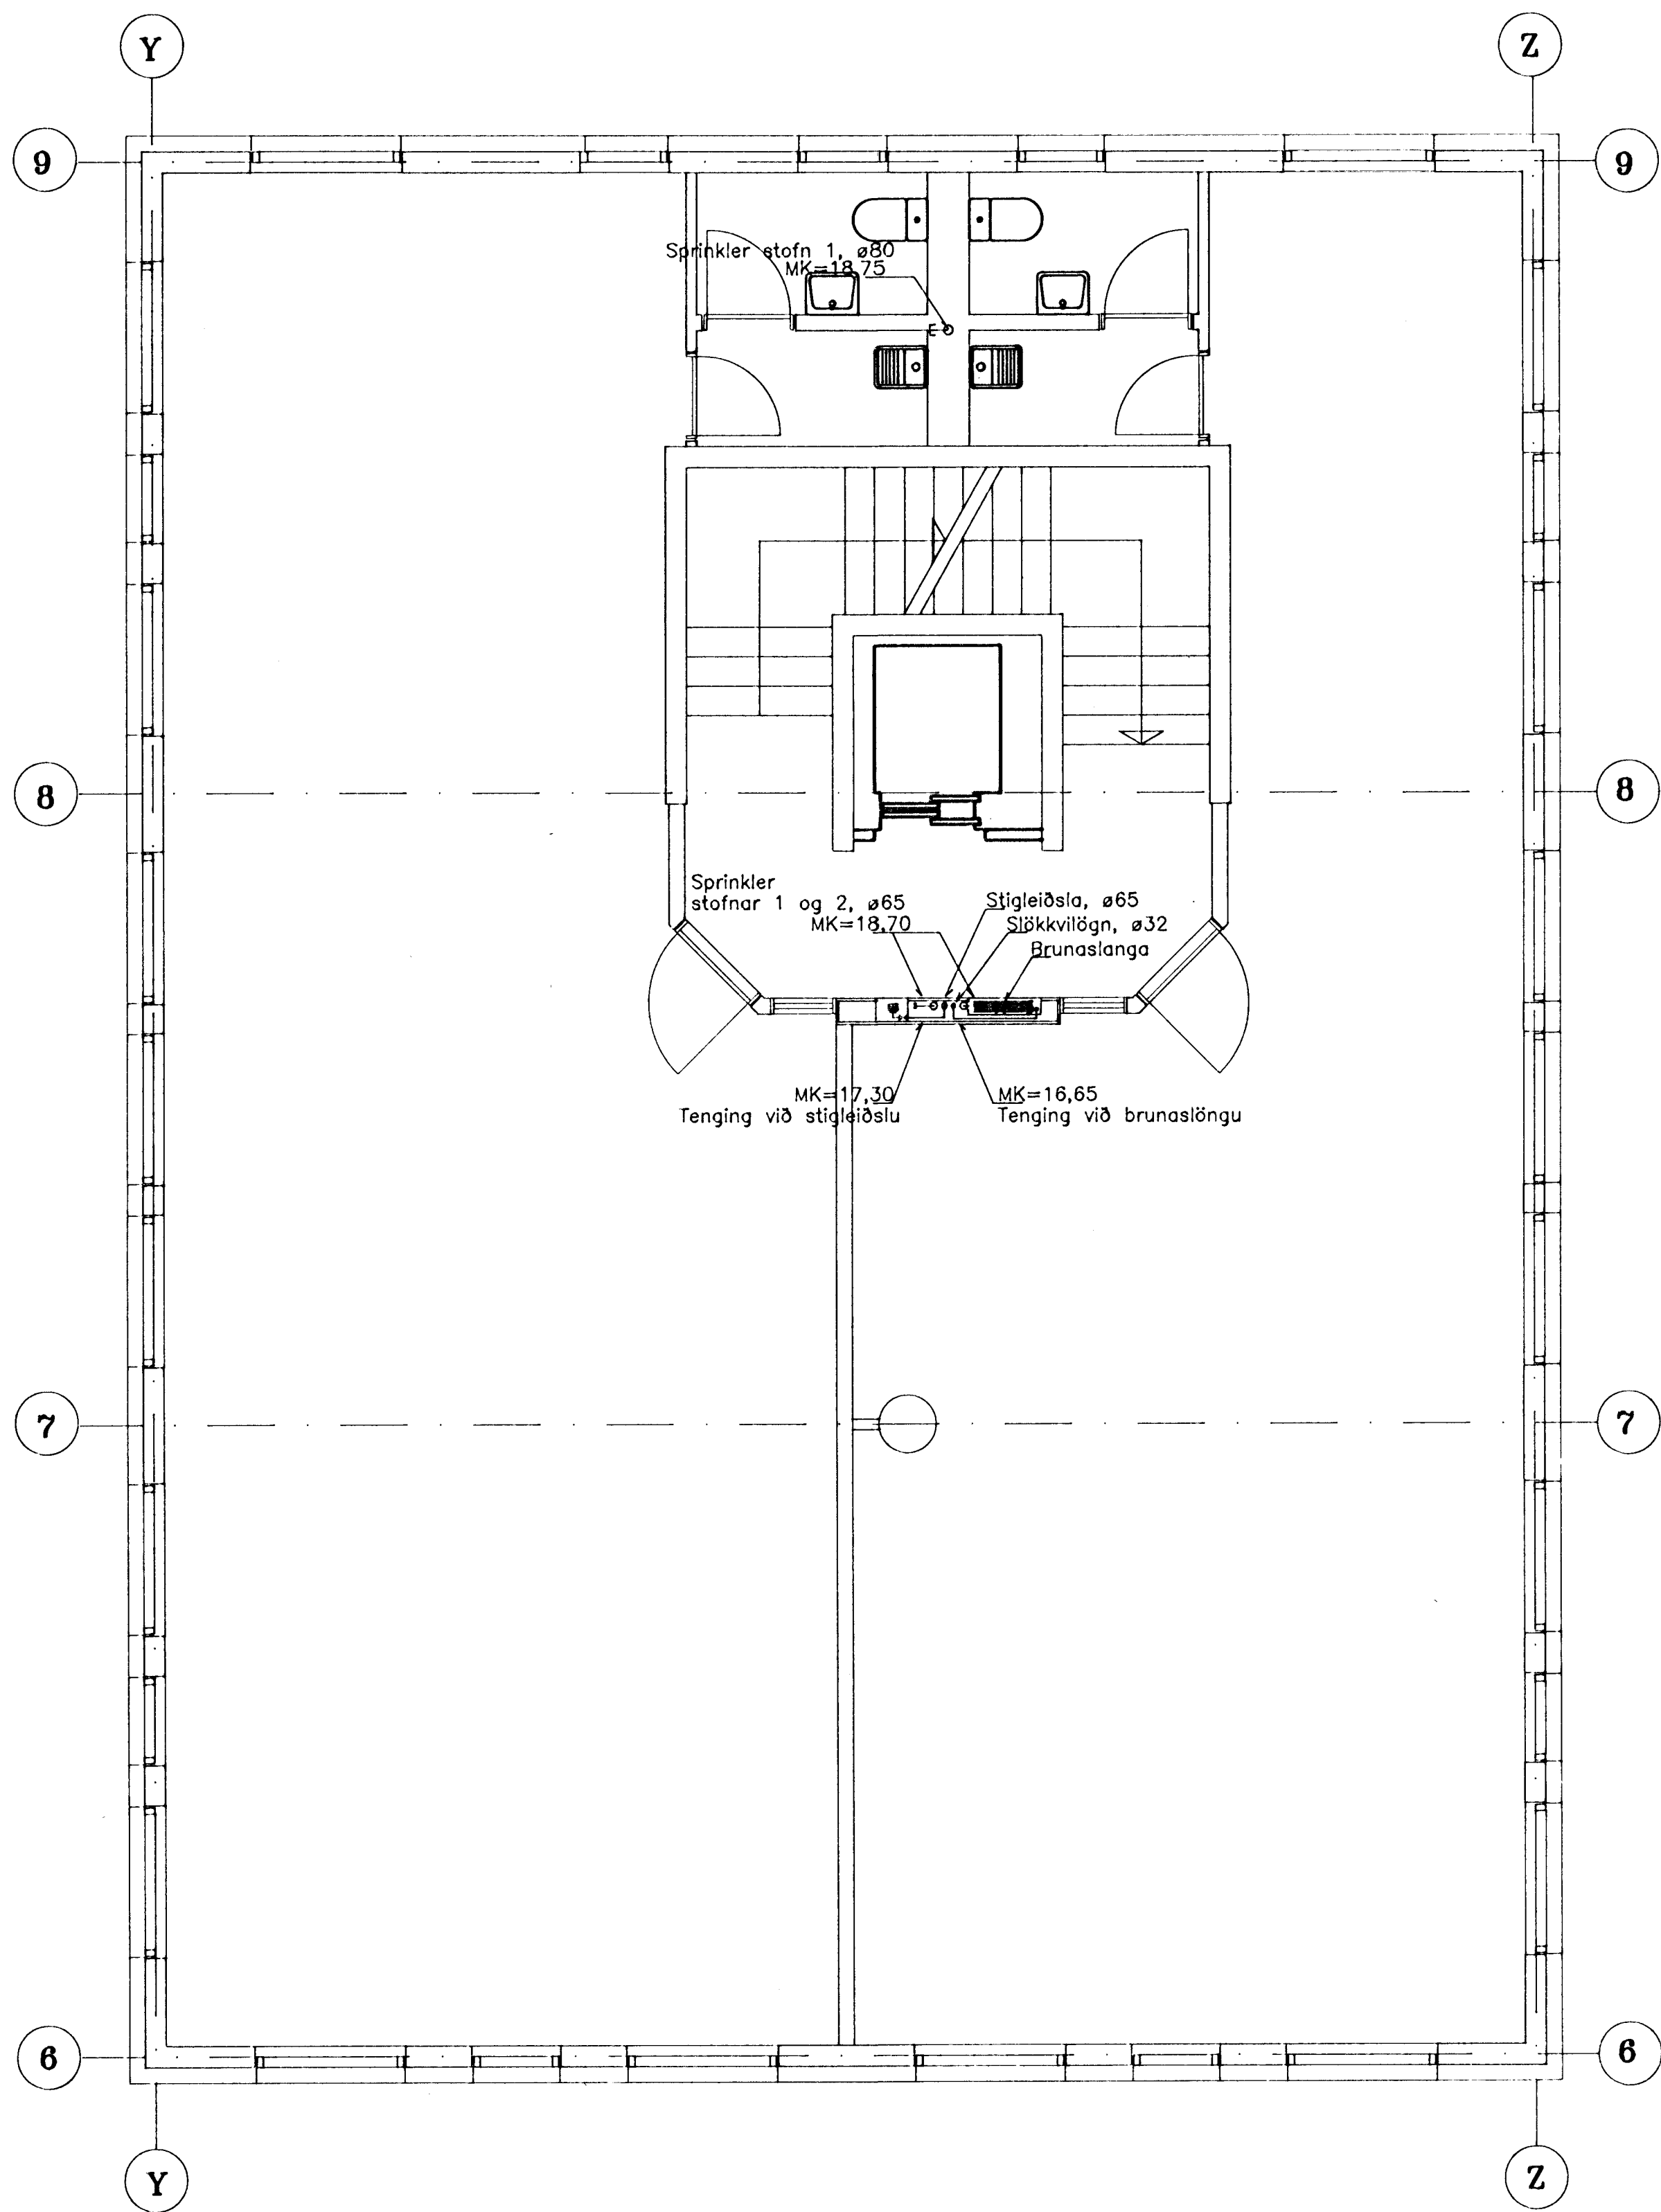 Y
Z
9
9
Sprinkler stofn 1, ø80
MK=18,75
8
8
Sprinkler
stofnar 1 og 2, ø65
MK=18,70
Stigleiðsla, ø65
Slökkvilögn, ø32
Brunaslanga
MK=17,30
Tenging við stigleiðslu
MK=16,65
Tenging við brunaslöngu
7
7
6
6
Y
Z